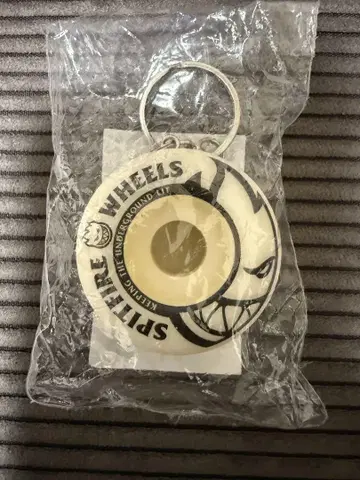 SPITFIRE WHEELS
KEEPING THE UNDERGROUND LIT